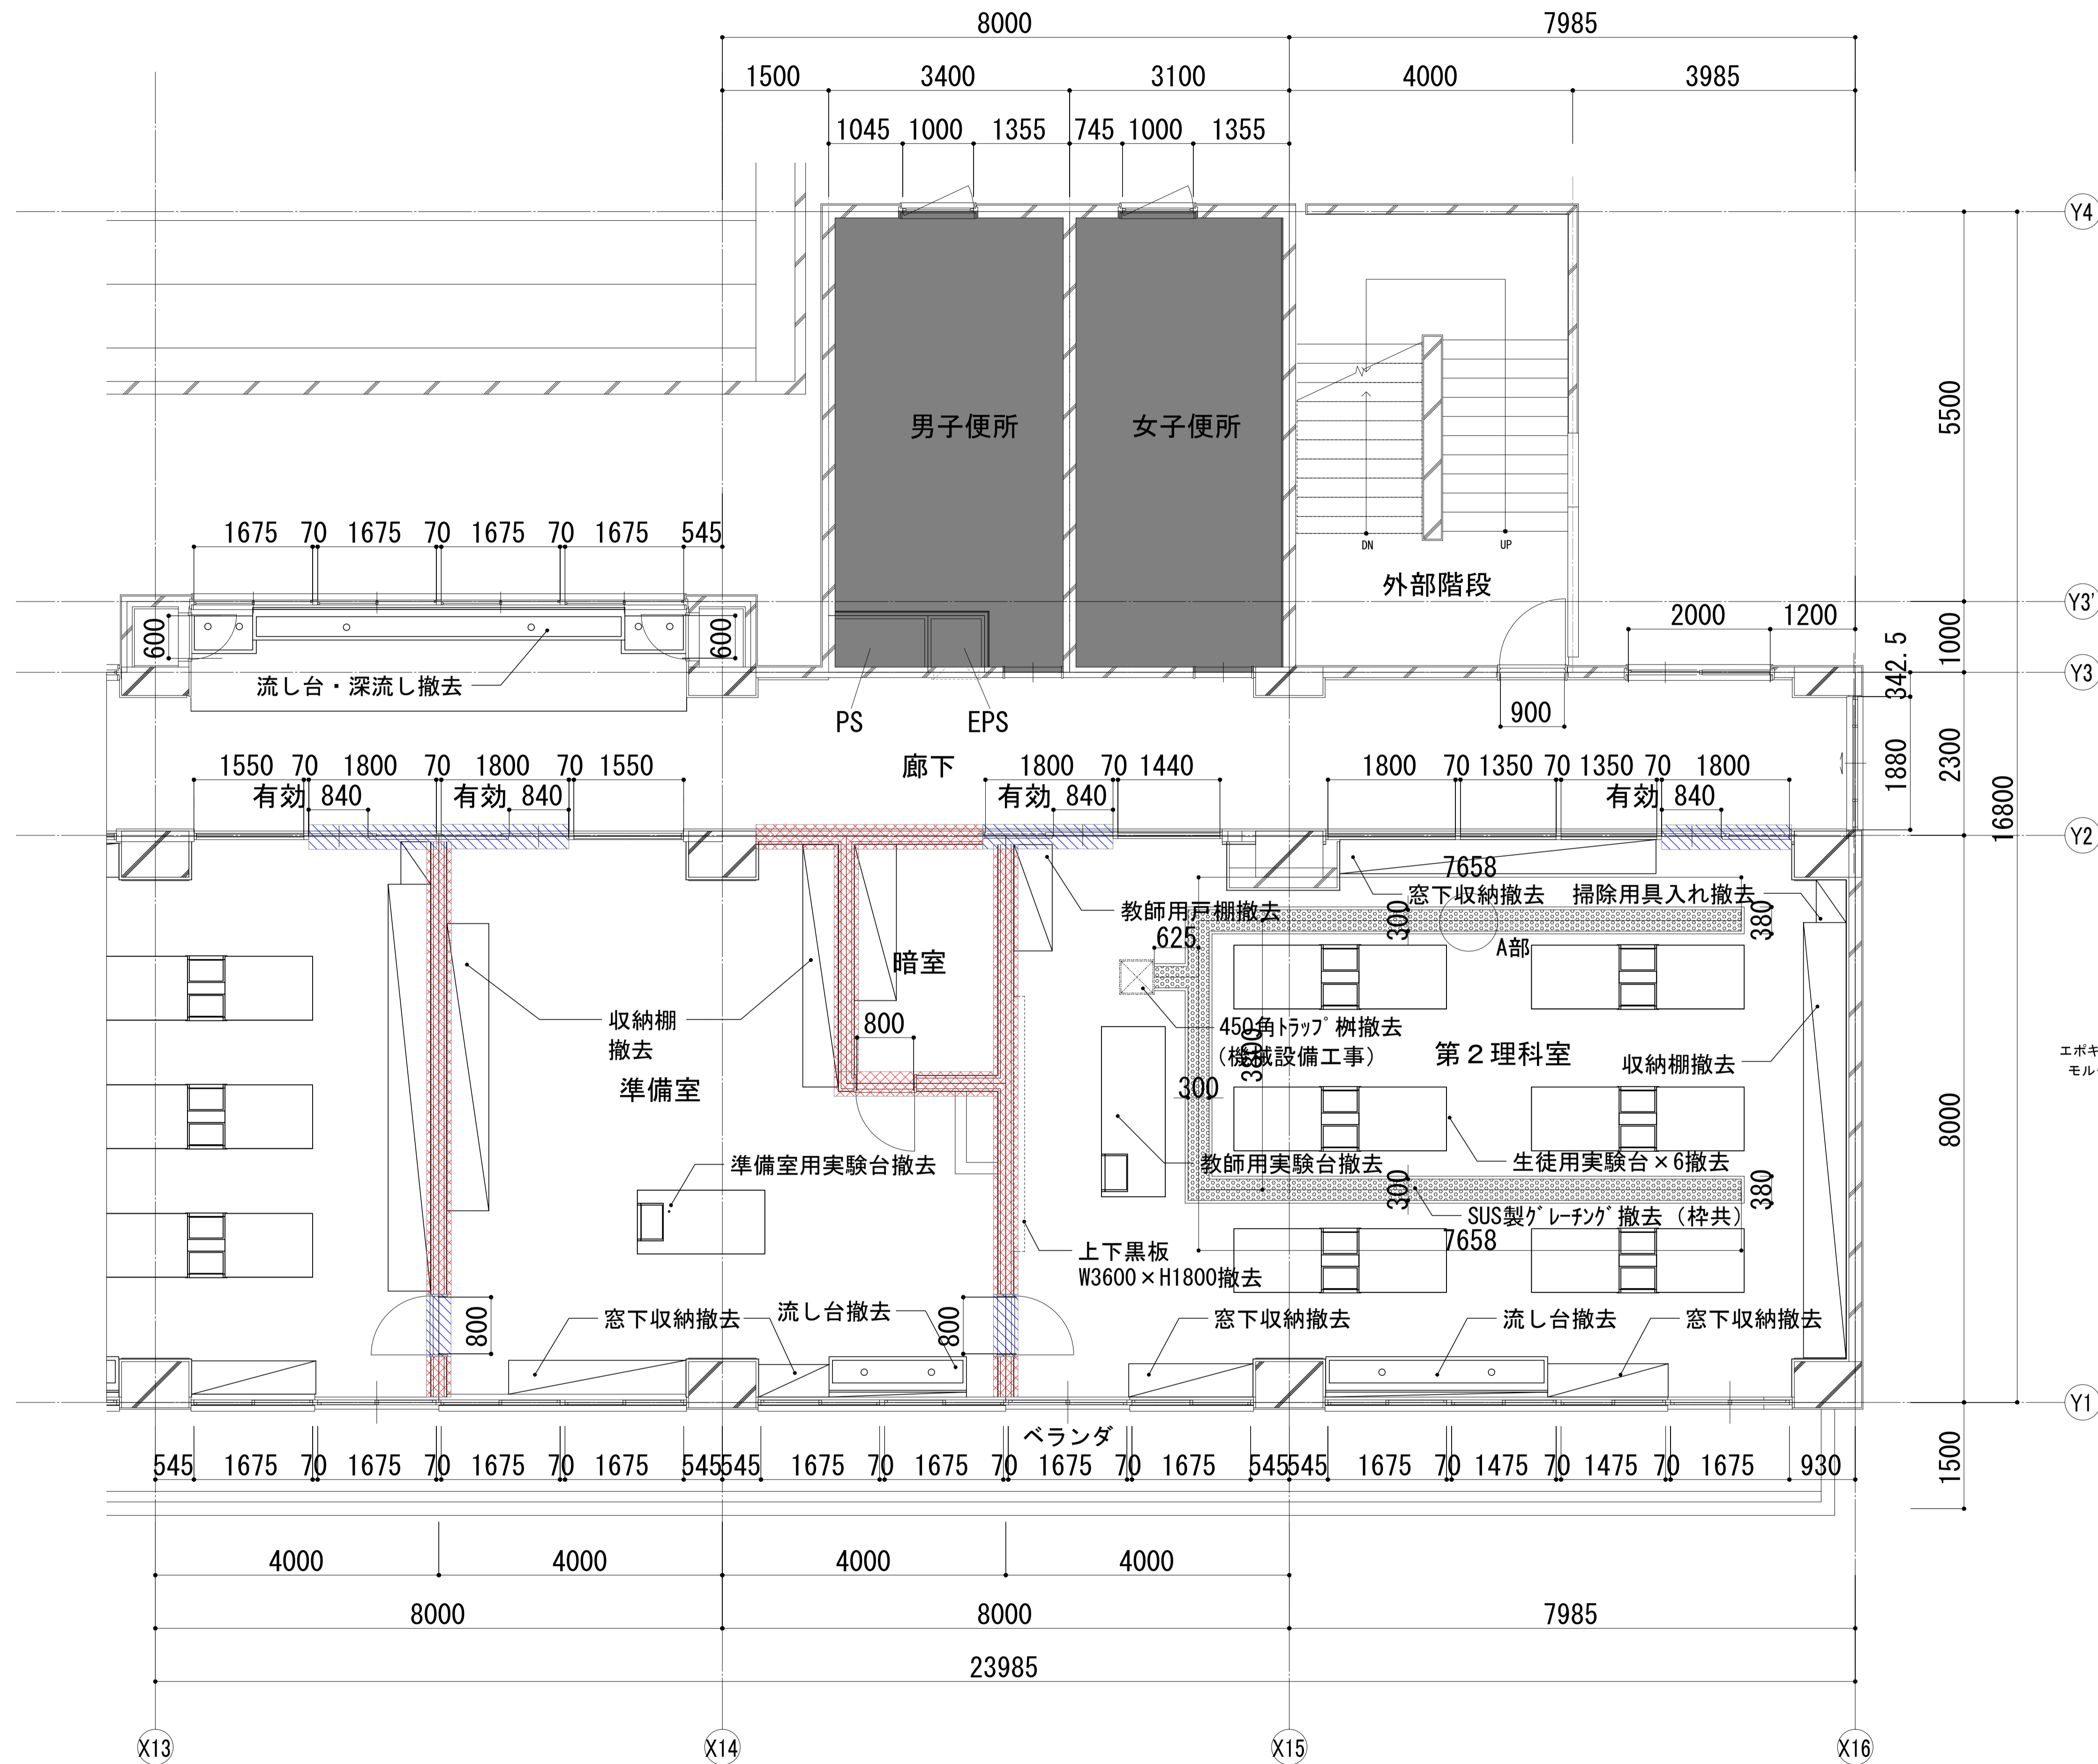 8000 7985
1500 3400 3100 4000 3985
1045 1000 1355 745 1000 1355
Y4
男子便所 女子便所
5500
16800
DN UP
外部階段
1675 70 1675 70 1675 70 1675 545
Y3'
600 600
2000 1200
342.5
1000
流し台・深流し撤去
Y3
PS EPS
900
廊下
1880
2300
1550 70 1800 70 1800 70 1550
有効 840 有効 840
1800 70 1440
有効 840
1800 70 1350 70 1350 70 1800
有効 840
Y2
7658
窓下収納撤去 掃除用具入れ撤去
教師用戸棚撤去
300 380
625
A部
暗室
収納棚
撤去
800
450角ﾄﾗｯﾌﾟ桝撤去
(機械設備工事)
3800
第2理科室
収納棚撤去
エポキ
モル
準備室
300
8000
準備室用実験台撤去
教師用実験台撤去
生徒用実験台×6撤去
300 380
SUS製ｸﾞﾚｰﾁﾝｸﾞ撤去(枠共)
7658
上下黒板
W3600×H1800撤去
800 窓下収納撤去 流し台撤去 800 窓下収納撤去 流し台撤去 窓下収納撤去
Y1
ベランダ
1500
545 1675 70 1675 70 1675 70 1675 545 545 1675 70 1675 70 1675 70 1675 545 545 1675 70 1475 70 1475 70 1675 930
4000 4000 4000 4000
8000 8000 7985
23985
X13 X14 X15 X16